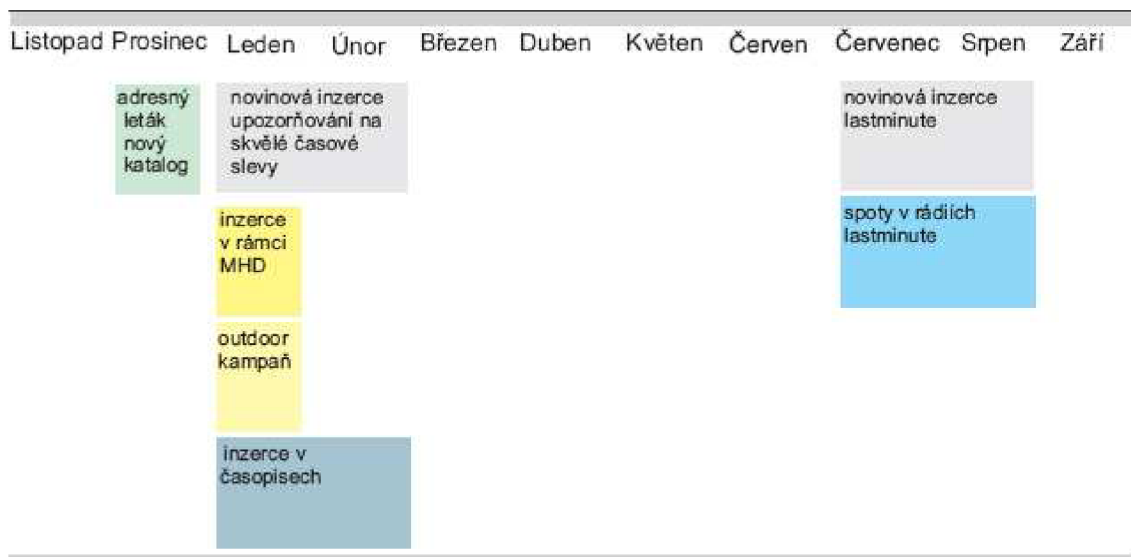 Listopad Prosinec Leden Únor Březen Duben Květen Červen Červenec Srpen Září
adresný
leták
nový
katalog
novinová inzerce
upozorňování na
skvělé časové
slevy
novinová inzerce
lastminute
inzerce
v rámci
MHD
spoty v rádiích
lastminute
outdoor
kampaň
inzerce v
časopisech